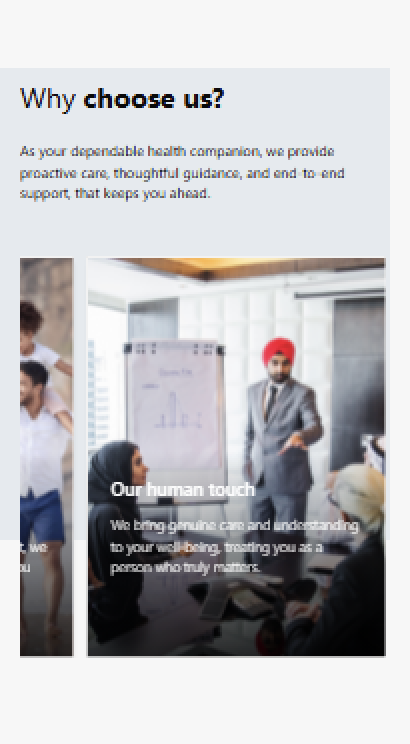 Why choose us?
As your dependable health companion, we provide
proactive care, thoughtful guidance, and end-to-end
support, that keeps you ahead.
t, we
ou
Our human touch
We bring genuine care and understanding
to your well-being, treating you as a
person who truly matters.